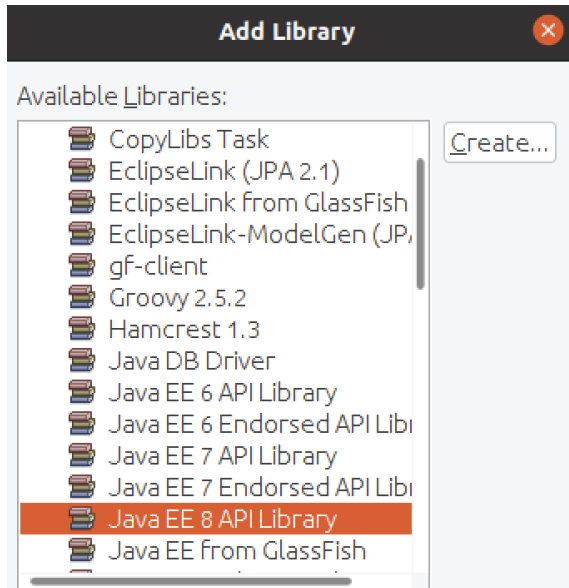 Add Library
Available Libraries:
CopyLibs Task
Create...
EclipseLink (JPA 2.1)
EclipseLink from GlassFish
EclipseLink-ModelGen (JPA
gf-client
Groovy 2.5.2
Hamcrest 1.3
Java DB Driver
Java EE 6 API Library
Java EE 6 Endorsed API
Java EE 7 API Library
Java EE 7 Endorsed API
Java EE 8 API Library
Java EE from GlassFish